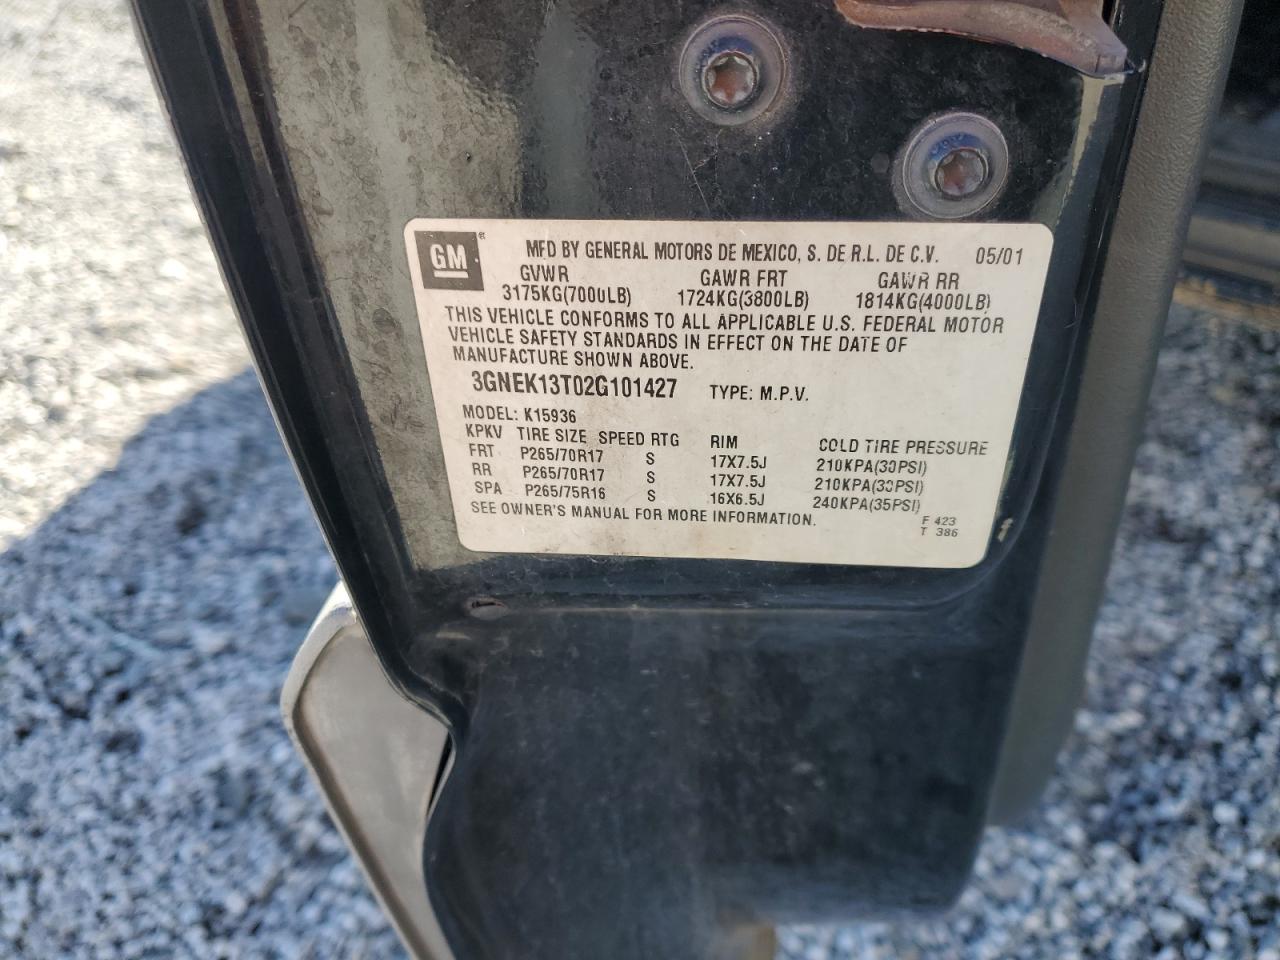 GM®
MFD BY GENERAL MOTORS DE MEXICO, S. DE R.L. DE C.V. 05/01
GVWR GAWR FRT GAWR RR
3175KG(7000LB) 1724KG(3800LB) 1814KG(4000LB)
THIS VEHICLE CONFORMS TO ALL APPLICABLE U.S. FEDERAL MOTOR
VEHICLE SAFETY STANDARDS IN EFFECT ON THE DATE OF
MANUFACTURE SHOWN ABOVE.
3GNEK13T02G101427 TYPE: M.P.V.
MODEL: K15936
KPKV TIRE SIZE SPEED RTG RIM COLD TIRE PRESSURE
FRT P265/70R17 S 17X7.5J 210KPA(30PSI)
RR P265/70R17 S 17X7.5J 210KPA(30PSI)
SPA P265/75R16 S 16X6.5J 240KPA(35PSI)
SEE OWNER'S MANUAL FOR MORE INFORMATION.
F 423
T 386